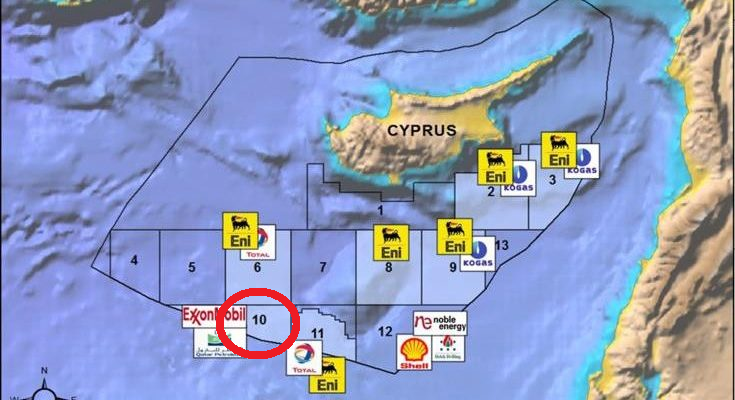 CYPRUS
Eni
KOGAS
2
Eni
KOGAS
3
1
4
5
Eni
TOTAL
6
7
Eni
8
Eni
KOGAS
9
13
ExxonMobil
10
11
12
TOTAL
Eni
ne noble
energy
Shell
N